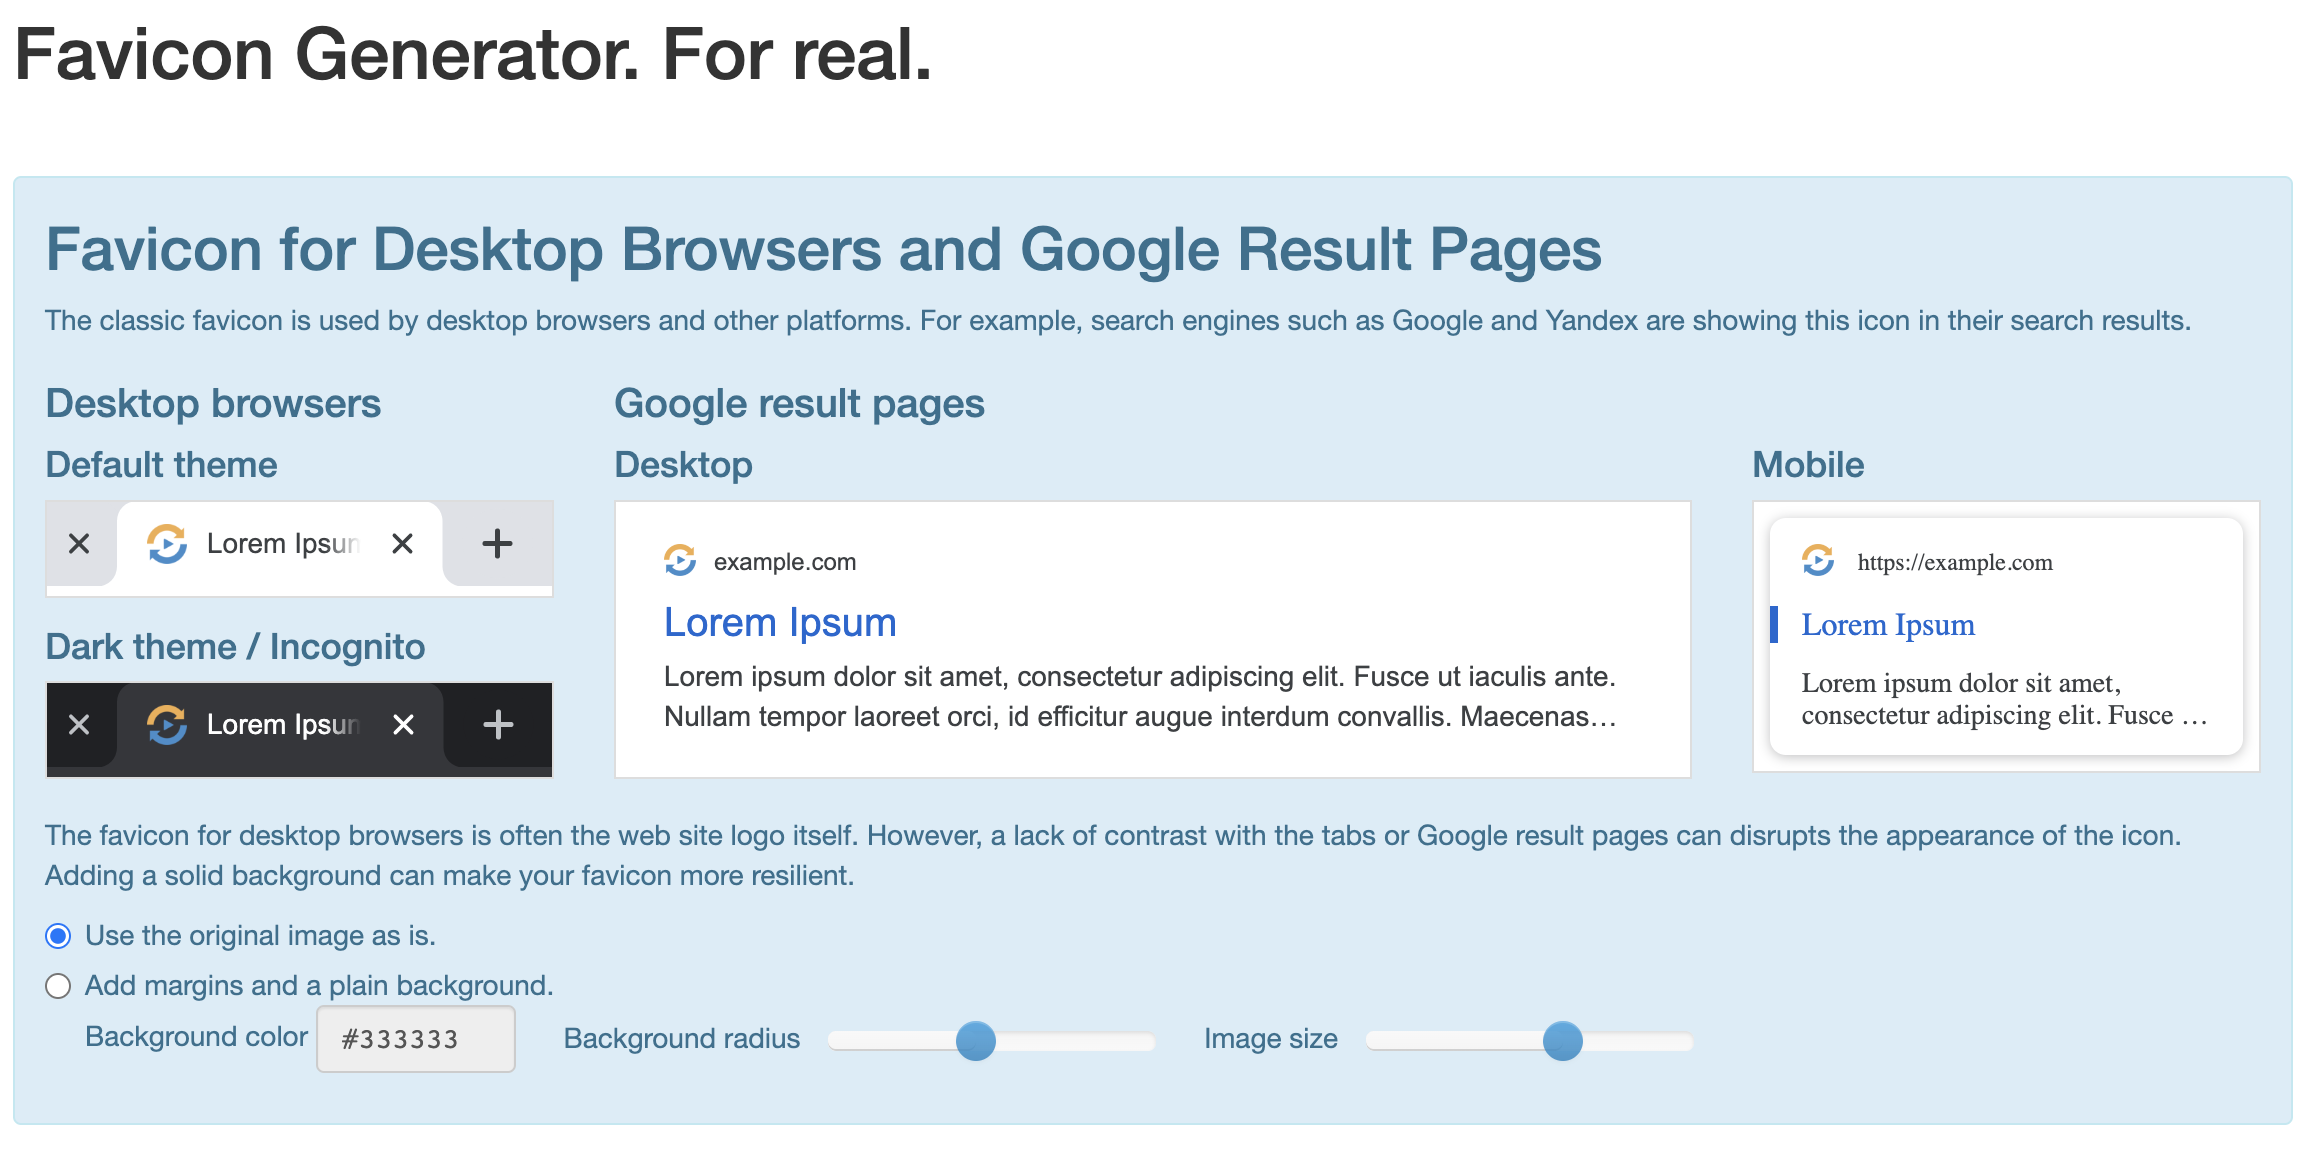 Favicon Generator. For real.
Favicon for Desktop Browsers and Google Result Pages
The classic favicon is used by desktop browsers and other platforms. For example, search engines such as Google and Yandex are showing this icon in their search results.
Desktop browsers
Default theme
Lorem Ipsun
Dark theme / Incognito
Lorem Ipsun
Google result pages
Desktop
example.com
Lorem Ipsum
Lorem ipsum dolor sit amet, consectetur adipiscing elit. Fusce ut iaculis ante.
Nullam tempor laoreet orci, id efficitur augue interdum convallis. Maecenas…
Mobile
https://example.com
Lorem Ipsum
Lorem ipsum dolor sit amet,
consectetur adipiscing elit. Fusce …
The favicon for desktop browsers is often the web site logo itself. However, a lack of contrast with the tabs or Google result pages can disrupts the appearance of the icon.
Adding a solid background can make your favicon more resilient.
Use the original image as is.
Add margins and a plain background.
Background color #333333 Background radius Image size